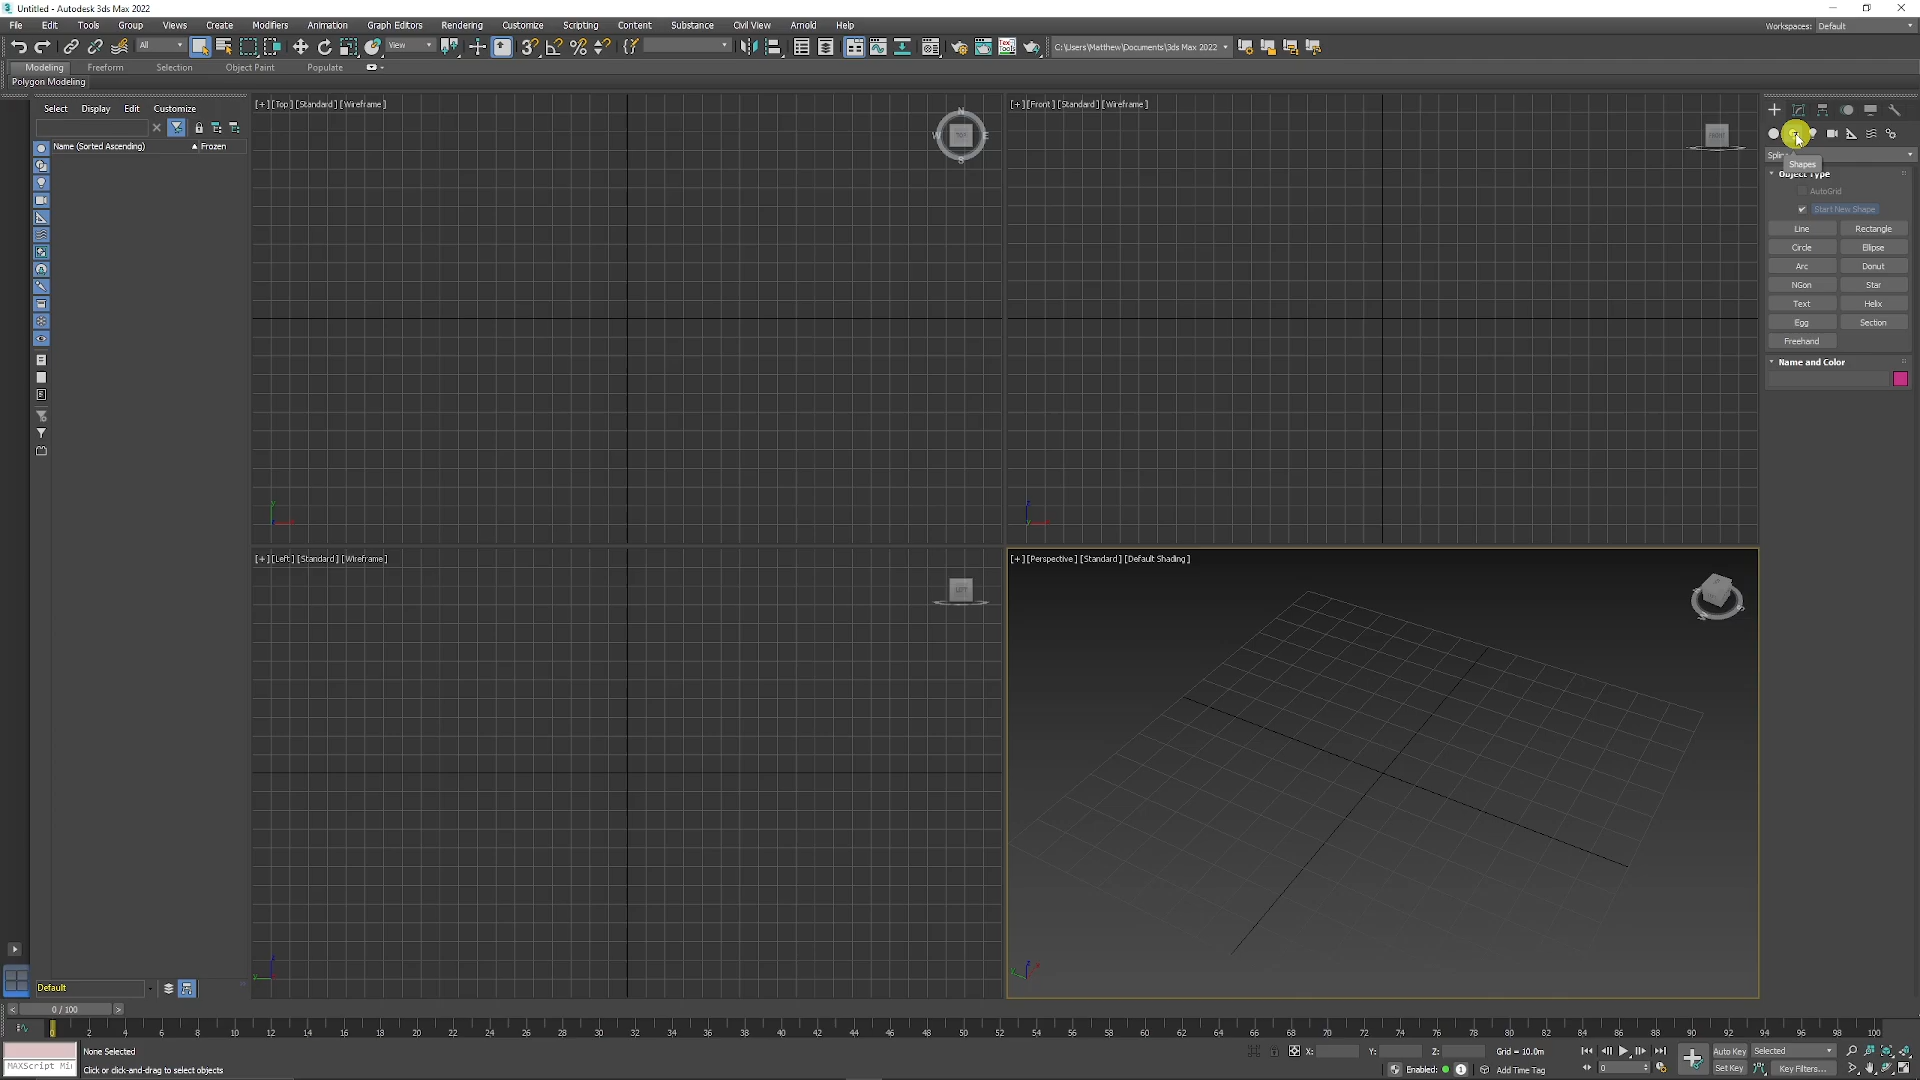 Untitled - Autodesk 3ds Max 2022
File Edit Tools Group Views Create Modifiers Animation Graph Editors Rendering Customize Scripting Content Substance Civil View Arnold Help
Workspaces: Default
All View C:\Users\Matthew\Documents\3ds Max 2022
Modeling Freeform Selection Object Paint Populate
Polygon Modeling
Select Display Edit Customize
Name (Sorted Ascending) Frozen
[+] [Top] [Standard] [Wireframe]
N
W TOP E
S
[+] [Front] [Standard] [Wireframe]
FRONT
Shapes
Object Type
AutoGrid
Start New Shape
Line Rectangle
Circle Ellipse
Arc Donut
NGon Star
Text Helix
Egg Section
Freehand
Name and Color
[+] [Left] [Standard] [Wireframe]
LEFT
[+] [Perspective] [Standard] [Default Shading]
Default
0 / 100
0 2 4 6 8 10 12 14 16 18 20 22 24 26 28 30 32 34 36 38 40 42 44 46 48 50 52 54 56 58 60 62 64 66 68 70 72 74 76 78 80 82 84 86 88 90 92 94 96 98 100
None Selected
X: Y: Z: Grid = 10.0m
Auto Key Selected
MAXScript Mi
Click or click-and-drag to select objects
Enabled: 1 Add Time Tag
0
Set Key Key Filters...